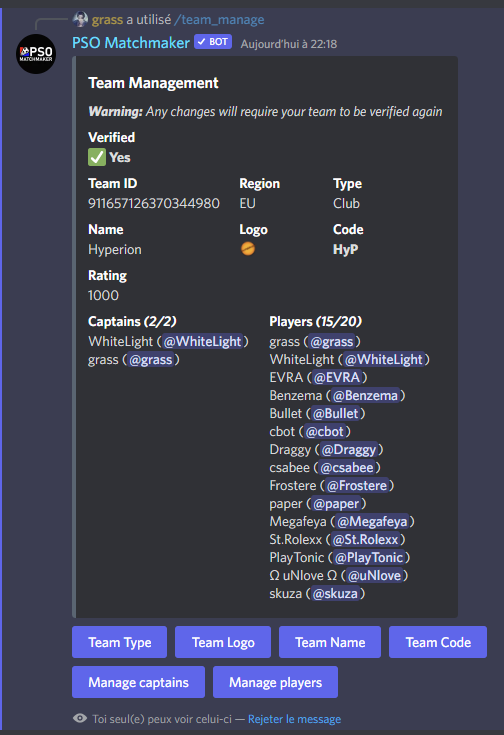 grass a utilisé /team_manage
PSO
MATCHMAKER
PSO Matchmaker ✓ BOT Aujourd'hui à 22:18
Team Management
Warning: Any changes will require your team to be verified again
Verified
✅ Yes
Team ID Region Type
911657126370344980 EU Club
Name Logo Code
Hyperion HyP
Rating
1000
Captains (2/2)
WhiteLight (@WhiteLight)
grass (@grass)
Players (15/20)
grass (@grass)
WhiteLight (@WhiteLight)
EVRA (@EVRA)
Benzema (@Benzema)
Bullet (@Bullet)
cbot (@cbot)
Draggy (@Draggy)
csabee (@csabee)
Frostere (@Frostere)
paper (@paper)
Megafeya (@Megafeya)
St.Rolexx (@St.Rolexx)
PlayTonic (@PlayTonic)
Ω uNlove Ω (@uNlove)
skuza (@skuza)
Team Type Team Logo Team Name Team Code
Manage captains Manage players
Toi seul(e) peux voir celui-ci — Rejeter le message